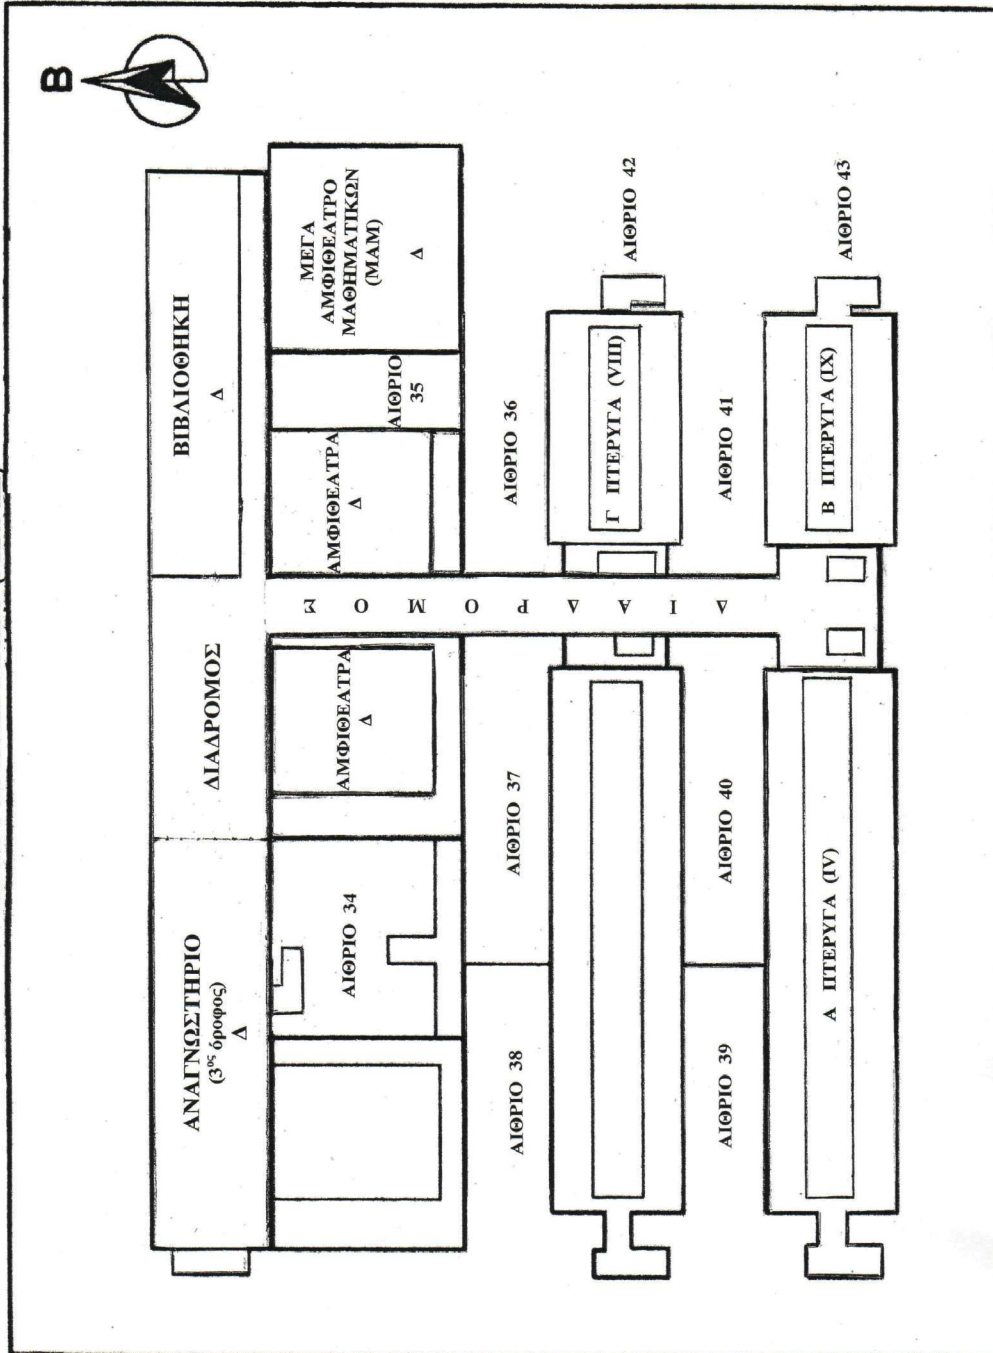 Β
ΑΝΑΓΝΩΣΤΗΡΙΟ
(3ος όροφος)
Δ
ΔΙΑΔΡΟΜΟΣ
ΒΙΒΛΙΟΘΗΚΗ
Δ
ΑΙΘΡΙΟ 34
ΑΜΦΙΘΕΑΤΡΑ
Δ
ΑΜΦΙΘΕΑΤΡΑ
Δ
ΑΙΘΡΙΟ
35
ΜΕΓΑ
ΑΜΦΙΘΕΑΤΡΟ
ΜΑΘΗΜΑΤΙΚΩΝ
(ΜΑΜ)
Δ
ΔΙΑΔΡΟΜΟΣ
ΑΙΘΡΙΟ 38
ΑΙΘΡΙΟ 37
ΑΙΘΡΙΟ 36
Γ ΠΤΕΡΥΓΑ (VIII)
ΑΙΘΡΙΟ 42
ΑΙΘΡΙΟ 39
ΑΙΘΡΙΟ 40
ΑΙΘΡΙΟ 41
Α ΠΤΕΡΥΓΑ (IV)
Β ΠΤΕΡΥΓΑ (IX)
ΑΙΘΡΙΟ 43